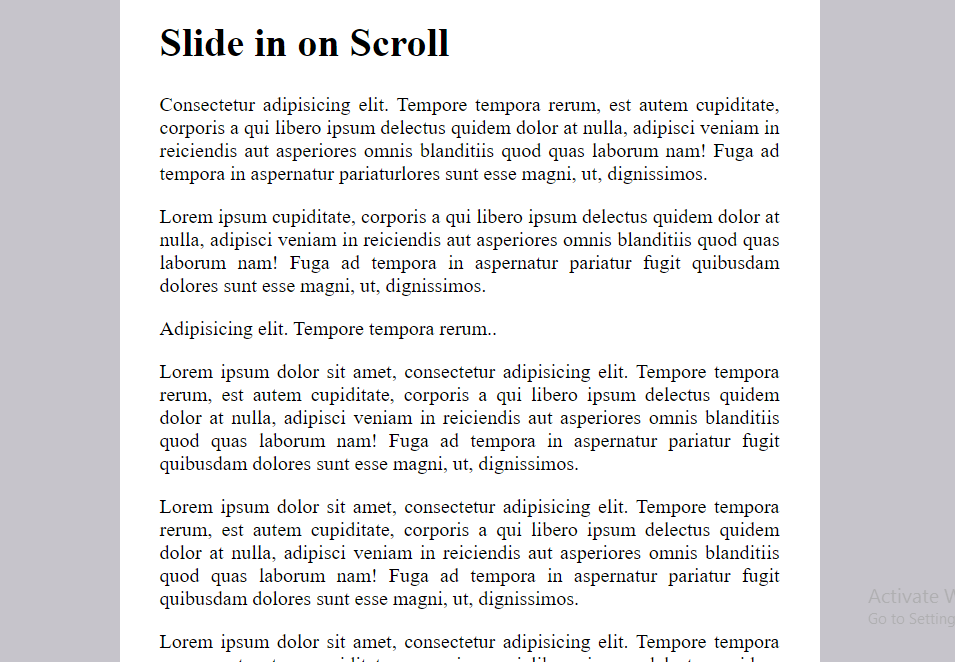 Slide in on Scroll
Consectetur adipisicing elit. Tempore tempora rerum, est autem cupiditate,
corporis a qui libero ipsum delectus quidem dolor at nulla, adipisci veniam in
reiciendis aut asperiores omnis blanditiis quod quas laborum nam! Fuga ad
tempora in aspernatur pariaturlores sunt esse magni, ut, dignissimos.
Lorem ipsum cupiditate, corporis a qui libero ipsum delectus quidem dolor at
nulla, adipisci veniam in reiciendis aut asperiores omnis blanditiis quod quas
laborum nam! Fuga ad tempora in aspernatur pariatur fugit quibusdam
dolores sunt esse magni, ut, dignissimos.
Adipisicing elit. Tempore tempora rerum..
Lorem ipsum dolor sit amet, consectetur adipisicing elit. Tempore tempora
rerum, est autem cupiditate, corporis a qui libero ipsum delectus quidem
dolor at nulla, adipisci veniam in reiciendis aut asperiores omnis blanditiis
quod quas laborum nam! Fuga ad tempora in aspernatur pariatur fugit
quibusdam dolores sunt esse magni, ut, dignissimos.
Lorem ipsum dolor sit amet, consectetur adipisicing elit. Tempore tempora
rerum, est autem cupiditate, corporis a qui libero ipsum delectus quidem
dolor at nulla, adipisci veniam in reiciendis aut asperiores omnis blanditiis
quod quas laborum nam! Fuga ad tempora in aspernatur pariatur fugit
quibusdam dolores sunt esse magni, ut, dignissimos.
Lorem ipsum dolor sit amet, consectetur adipisicing elit. Tempore tempora
Activate W
Go to Setting